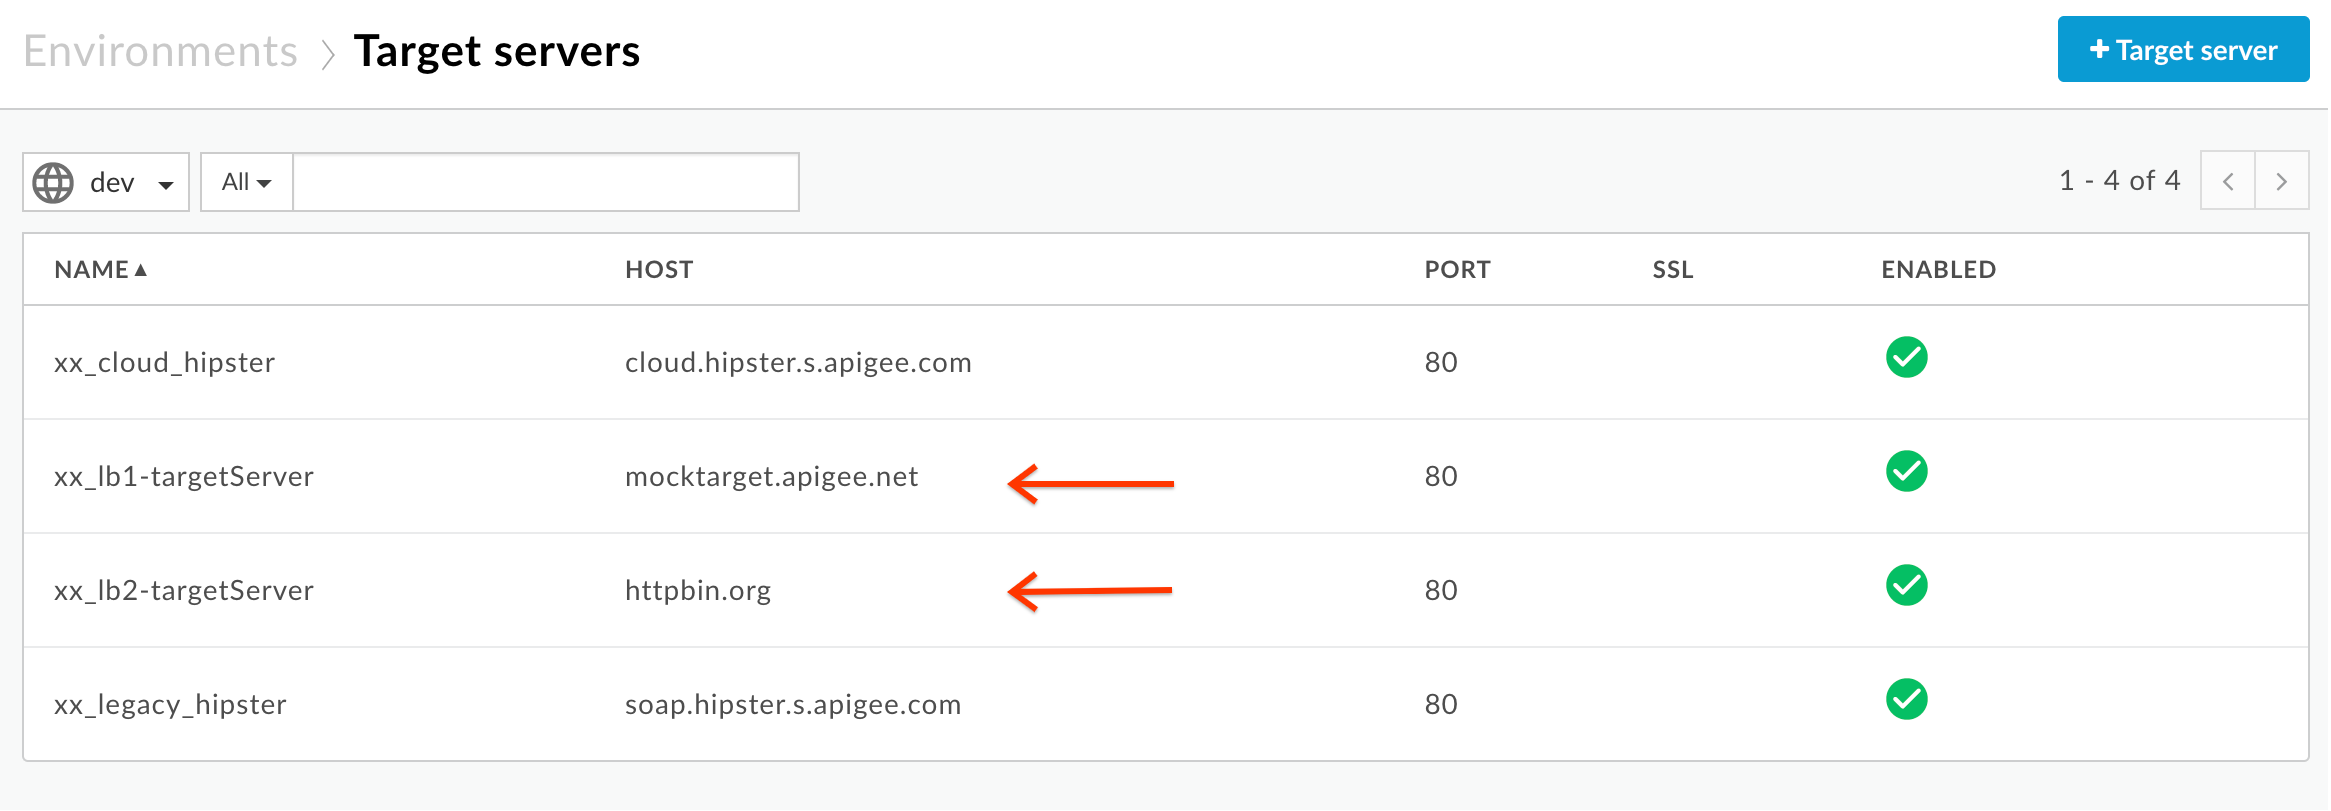 Environments > Target servers + Target server
dev All 1 - 4 of 4 < >
NAME▲ HOST PORT SSL ENABLED
xx_cloud_hipster cloud.hipster.s.apigee.com 80
xx_lb1-targetServer mocktarget.apigee.net 80
xx_lb2-targetServer httpbin.org 80
xx_legacy_hipster soap.hipster.s.apigee.com 80